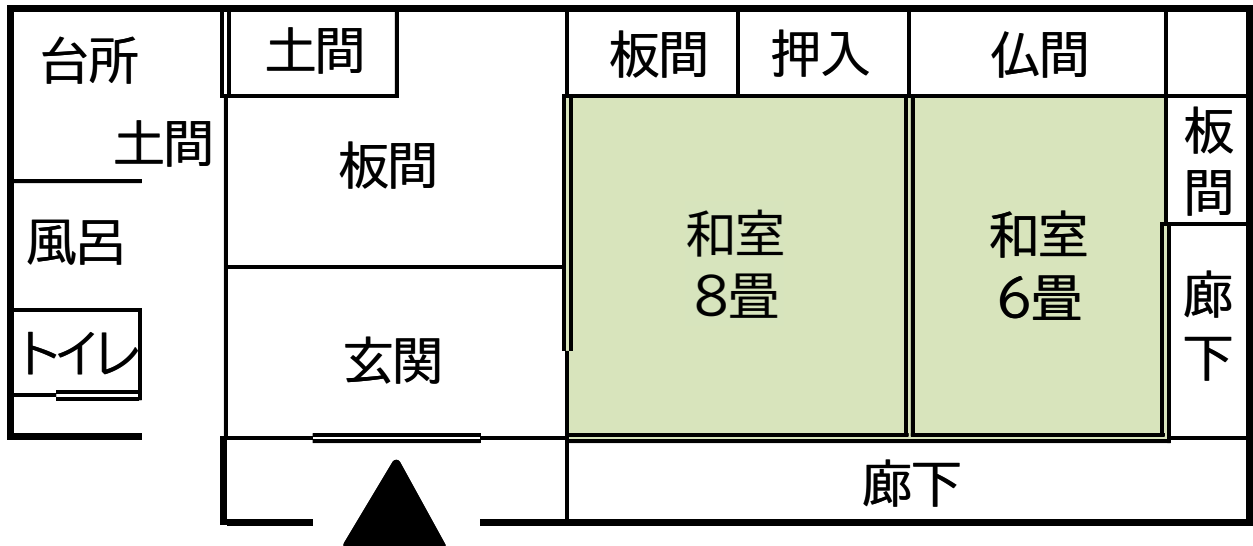 台所
土間
板間
押入
仏間
土間
板間
板
間
風呂
和室
8畳
和室
6畳
廊
下
トイレ
玄関
廊下